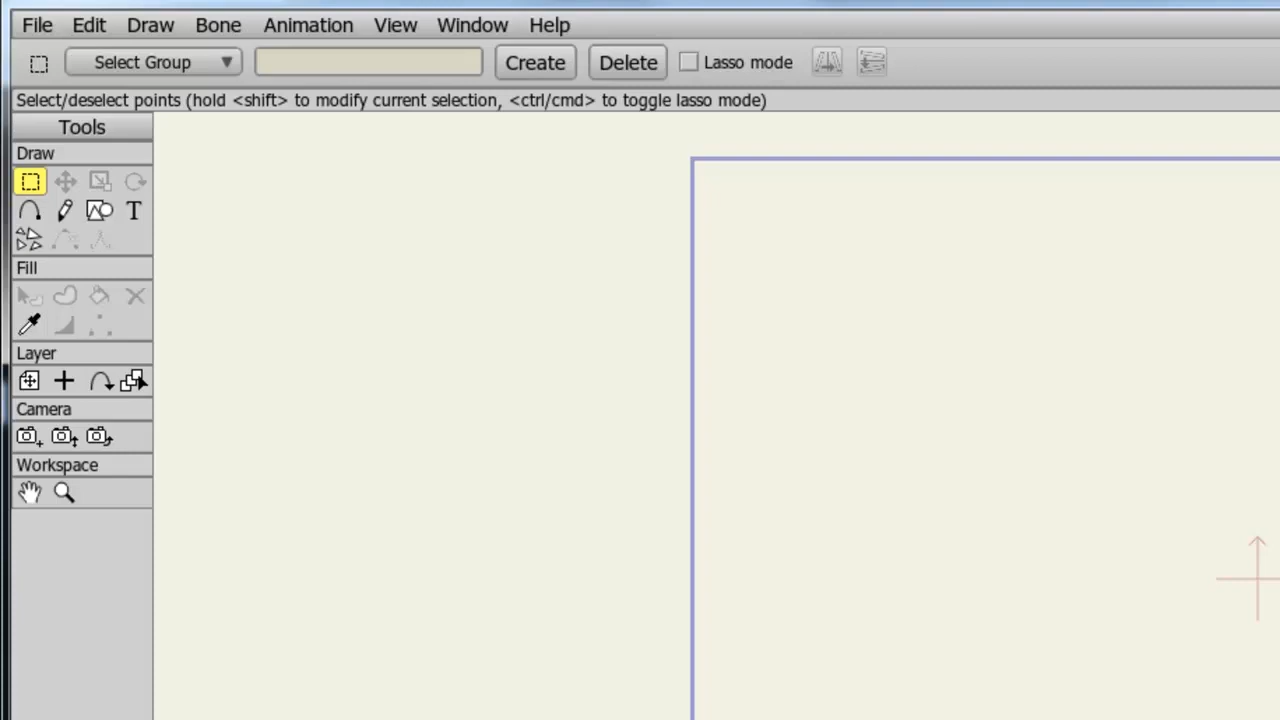 File Edit Draw Bone Animation View Window Help
Select Group Create Delete Lasso mode
Select/deselect points (hold <shift> to modify current selection, <ctrl/cmd> to toggle lasso mode)
Tools
Draw
T
Fill
Layer
Camera
Workspace